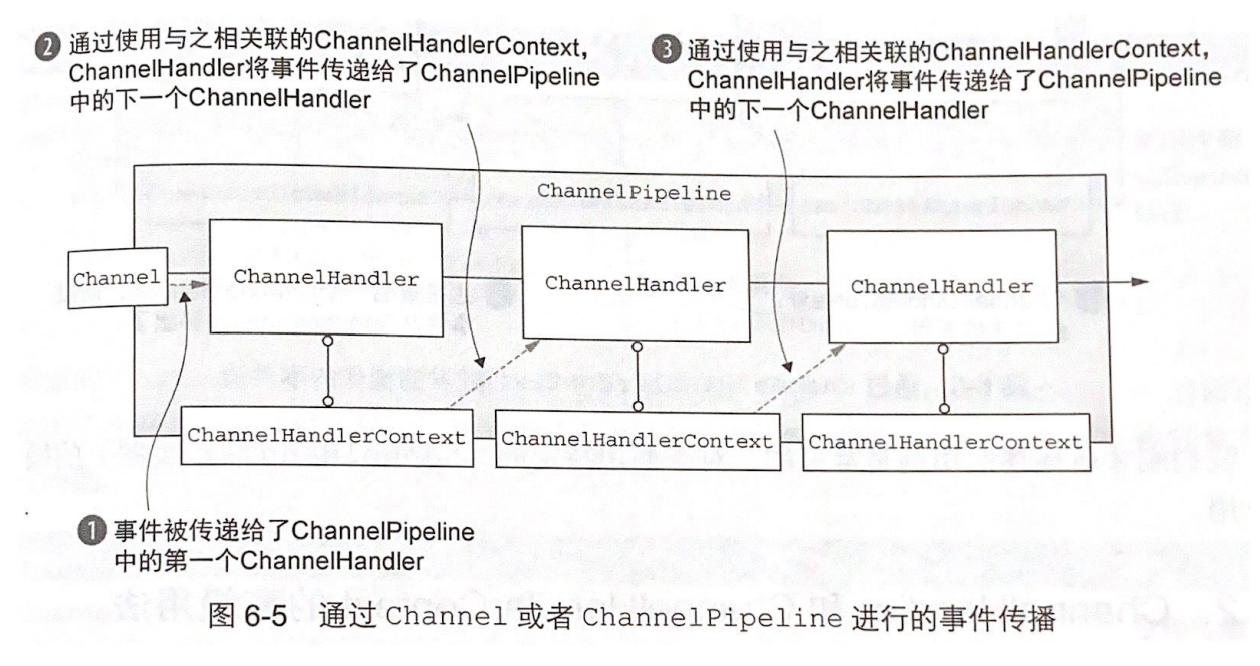 ❷ 通过使用与之相关联的ChannelHandlerContext,
ChannelHandler将事件传递给了ChannelPipeline
中的下一个ChannelHandler
❸ 通过使用与之相关联的ChannelHandlerContext,
ChannelHandler将事件传递给了ChannelPipeline
中的下一个ChannelHandler
ChannelPipeline
Channel
ChannelHandler
ChannelHandler
ChannelHandler
ChannelHandlerContext
ChannelHandlerContext
ChannelHandlerContext
❶ 事件被传递给了ChannelPipeline
中的第一个ChannelHandler
图 6-5 通过 Channel 或者 ChannelPipeline 进行的事件传播